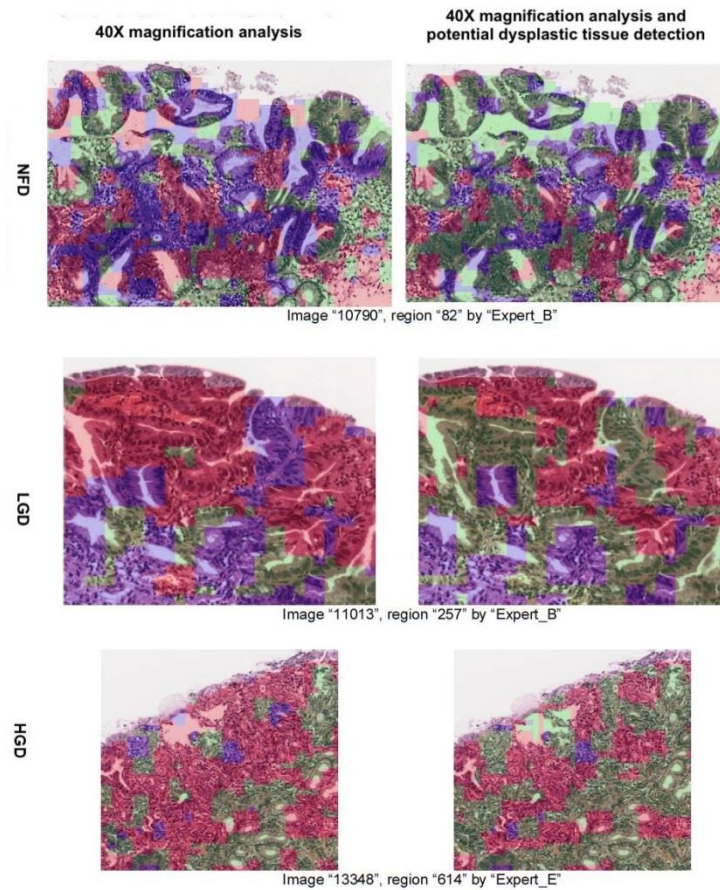 40X magnification analysis
40X magnification analysis and
potential dysplastic tissue detection
NFD
Image “10790”, region “82” by “Expert_B”
LGD
Image “11013”, region “257” by “Expert_B”
HGD
Image “13348”, region “614” by “Expert_E”